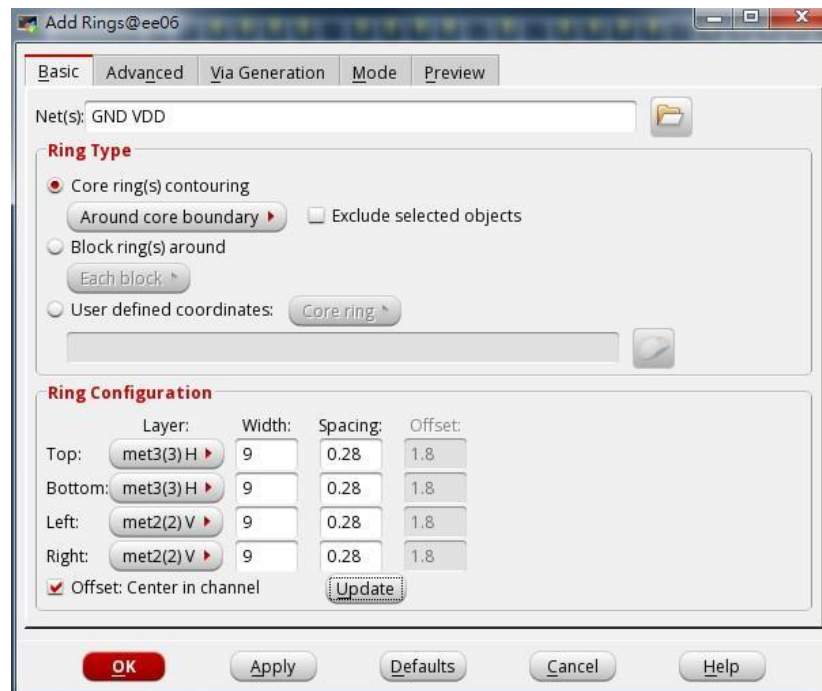 Add Rings@ee06
Basic Advanced Via Generation Mode Preview
Net(s): GND VDD
Ring Type
Core ring(s) contouring
Around core boundary Exclude selected objects
Block ring(s) around
Each block
User defined coordinates: Core ring
Ring Configuration
Layer: Width: Spacing: Offset:
Top: met3(3) H 9 0.28 1.8
Bottom: met3(3) H 9 0.28 1.8
Left: met2(2) V 9 0.28 1.8
Right: met2(2) V 9 0.28 1.8
Offset: Center in channel Update
OK Apply Defaults Cancel Help